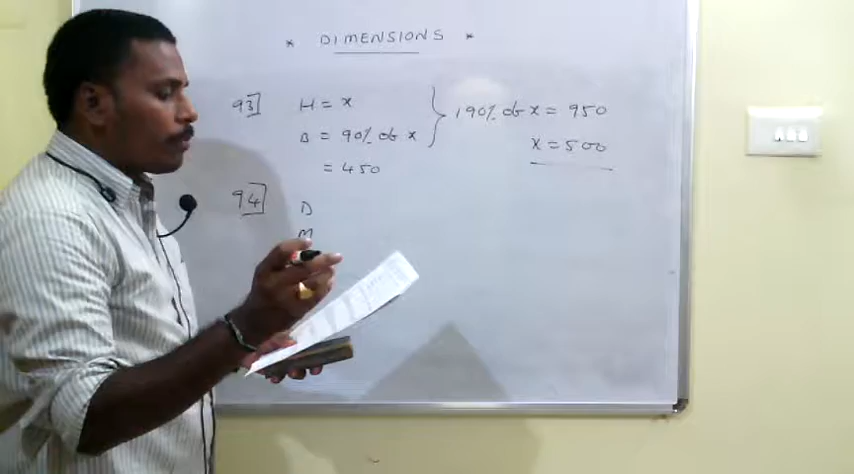 * DIMENSIONS *
93] H = x
B = 90% of x } 190% of x = 950
= 450 x = 500
94] D
M